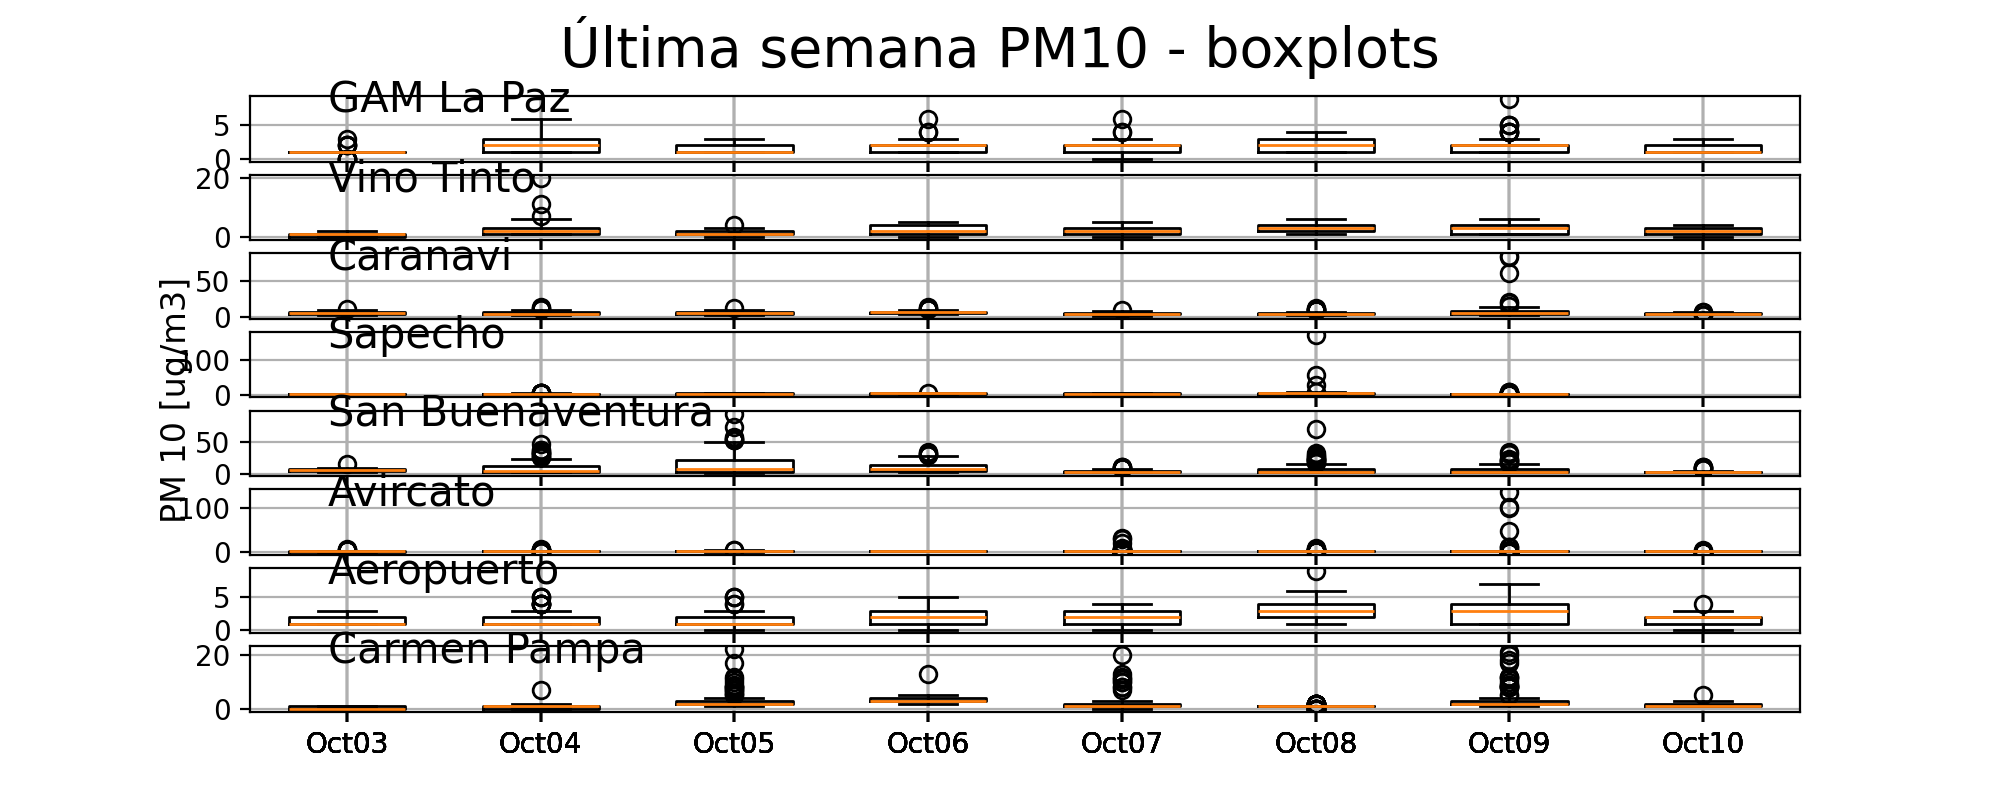 Última semana PM10 - boxplots
PM 10 [ug/m3]
GAM La Paz
5
0
Vino Tinto
20
0
Caranavi
50
0
Sapecho
100
0
San Buenaventura
50
0
Avircato
100
0
Aeropuerto
5
0
Carmen Pampa
20
0
Oct03 Oct04 Oct05 Oct06 Oct07 Oct08 Oct09 Oct10